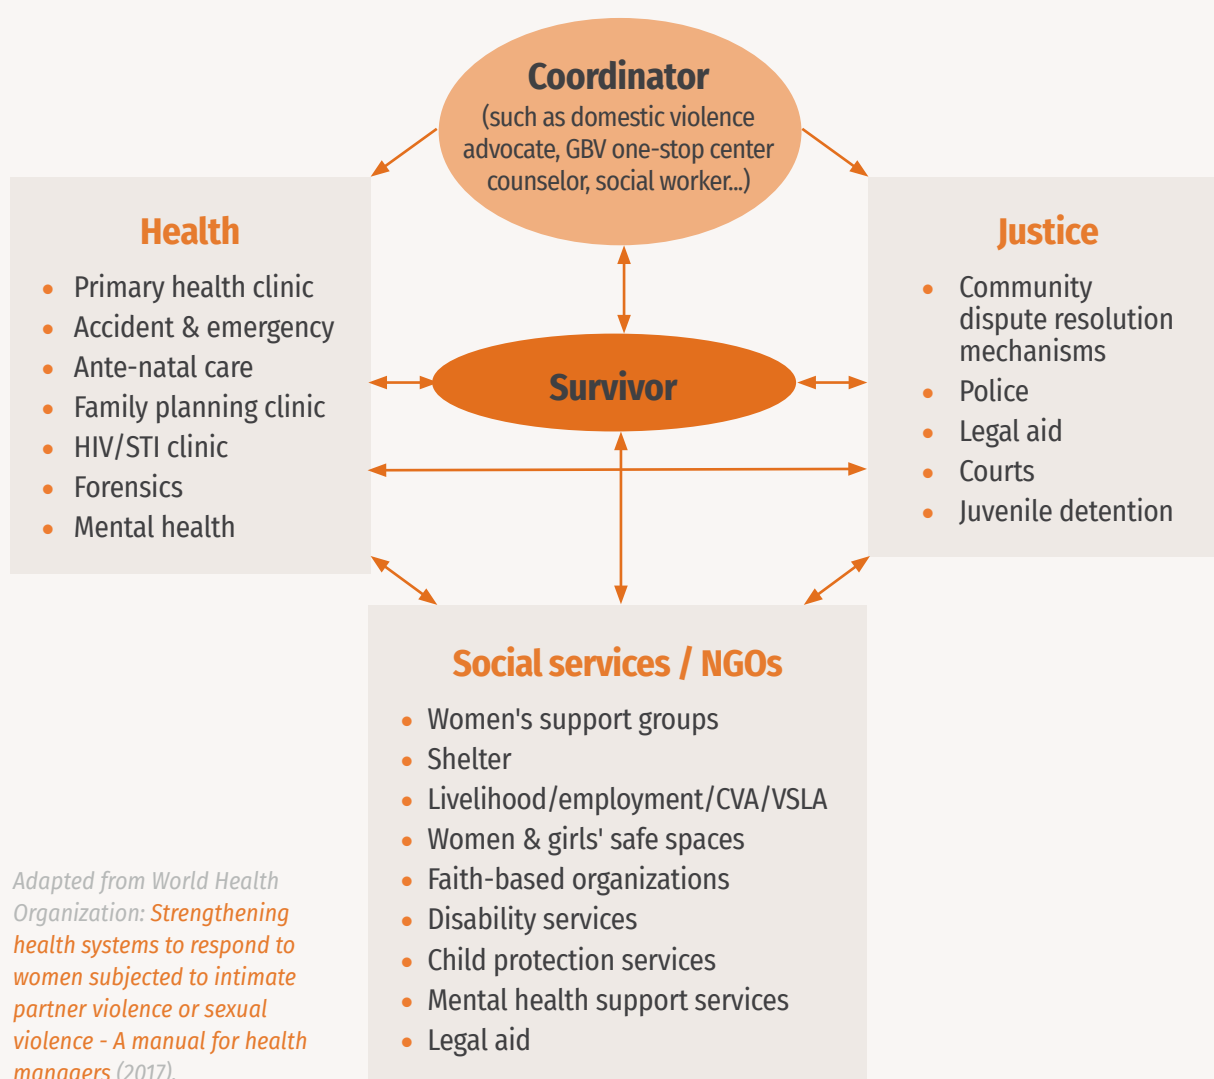 Coordinator
(such as domestic violence
advocate, GBV one-stop center
counselor, social worker...)
Health
• Primary health clinic
• Accident & emergency
• Ante-natal care
• Family planning clinic
• HIV/STI clinic
• Forensics
• Mental health
Survivor
Justice
• Community
dispute resolution
mechanisms
• Police
• Legal aid
• Courts
• Juvenile detention
Social services / NGOs
• Women's support groups
• Shelter
• Livelihood/employment/CVA/VSLA
• Women & girls' safe spaces
• Faith-based organizations
• Disability services
• Child protection services
• Mental health support services
• Legal aid
Adapted from World Health
Organization: Strengthening
health systems to respond to
women subjected to intimate
partner violence or sexual
violence - A manual for health
managers (2017).